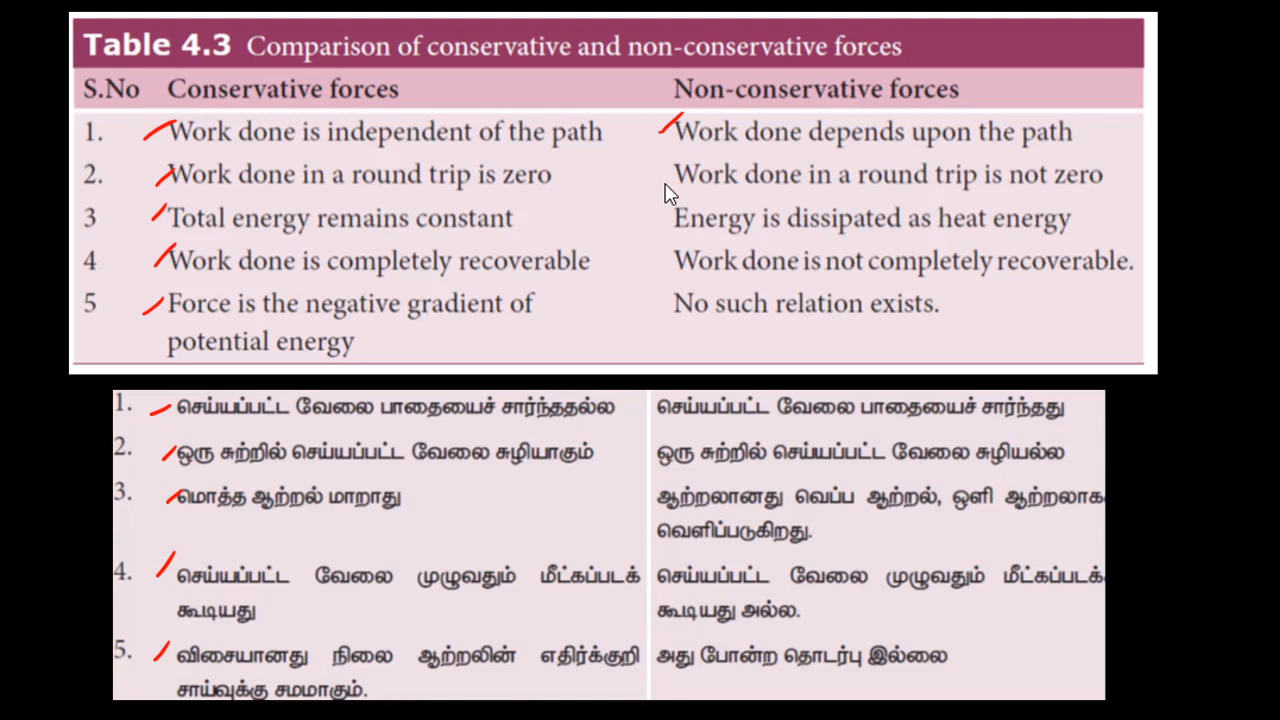 Table 4.3 Comparison of conservative and non-conservative forces
S.No Conservative forces Non-conservative forces
1. Work done is independent of the path Work done depends upon the path
2. Work done in a round trip is zero Work done in a round trip is not zero
3 Total energy remains constant Energy is dissipated as heat energy
4 Work done is completely recoverable Work done is not completely recoverable.
5 Force is the negative gradient of No such relation exists.
potential energy
1. செய்யப்பட்ட வேலை பாதையைச் சார்ந்ததல்ல செய்யப்பட்ட வேலை பாதையைச் சார்ந்தது
2. ஒரு சுற்றில் செய்யப்பட்ட வேலை சுழியாகும் ஒரு சுற்றில் செய்யப்பட்ட வேலை சுழியல்ல
3. மொத்த ஆற்றல் மாறாது ஆற்றலானது வெப்ப ஆற்றல், ஒளி ஆற்றலாக
வெளிப்படுகிறது.
4. செய்யப்பட்ட வேலை முழுவதும் மீட்கப்படக் செய்யப்பட்ட வேலை முழுவதும் மீட்கப்படக்
கூடியது கூடியது அல்ல.
5. விசையானது நிலை ஆற்றலின் எதிர்க்குறி அது போன்ற தொடர்பு இல்லை
சாய்வுக்கு சமமாகும்.